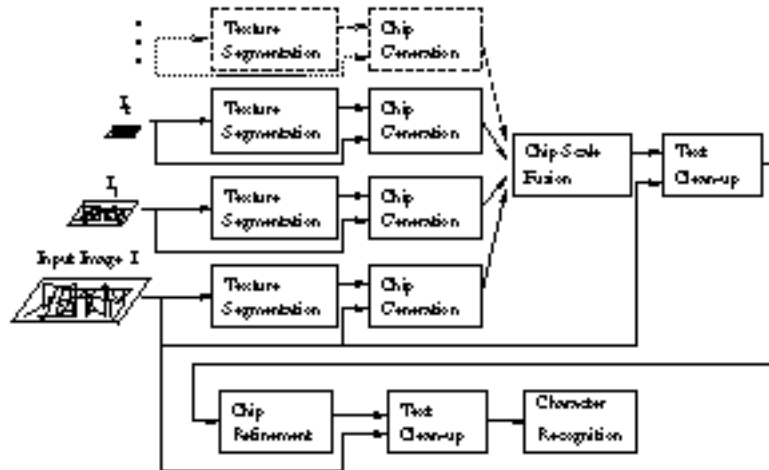 Texture
Segmentation
Chip
Generation
Texture
Segmentation
Chip
Generation
Chip Scale
Fusion
Text
Clean-up
I₁
Texture
Segmentation
Chip
Generation
Input Image I
Texture
Segmentation
Chip
Generation
Chip
Refinement
Text
Clean-up
Character
Recognition